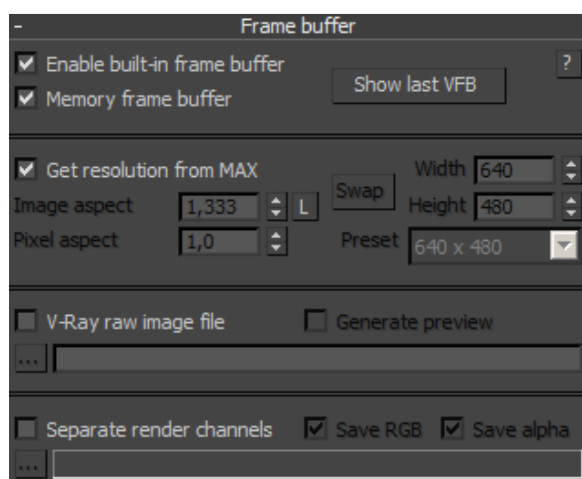 - Frame buffer
Enable built-in frame buffer
Show last VFB ?
Memory frame buffer
Get resolution from MAX
Width 640
Image aspect 1,333 L Swap Height 480
Pixel aspect 1,0 Preset 640 x 480
V-Ray raw image file Generate preview
...
Separate render channels Save RGB Save alpha
...